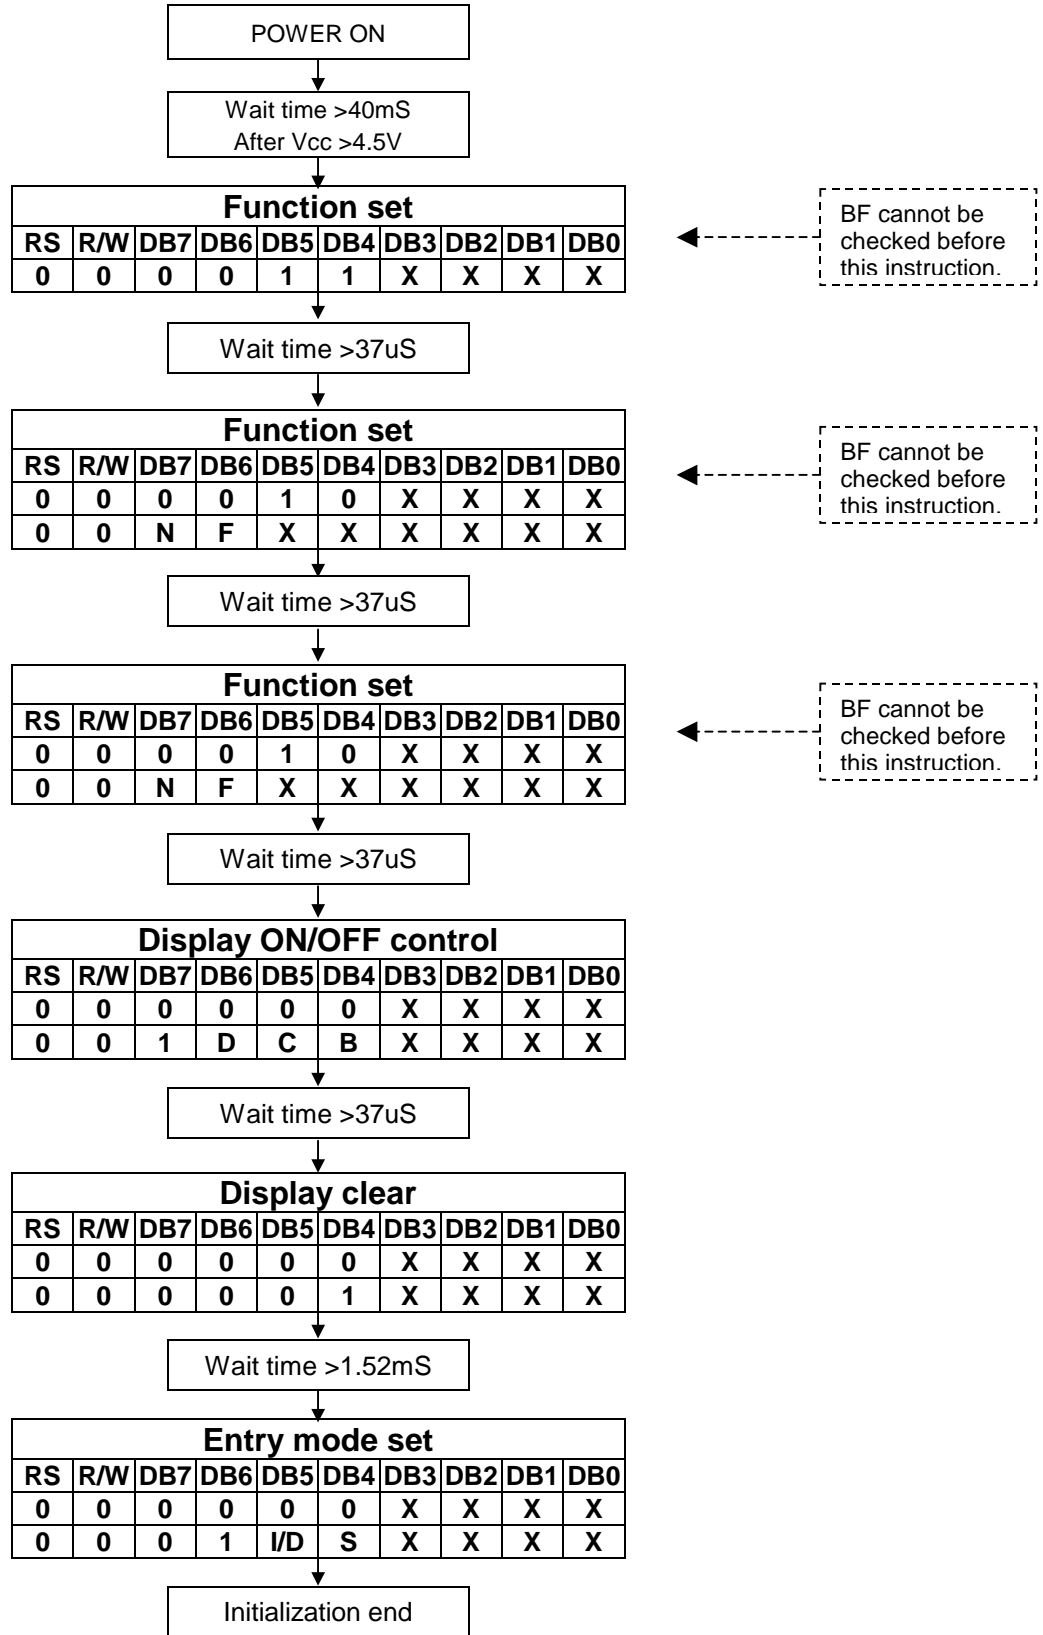 POWER ON
Wait time >40mS
After Vcc >4.5V
Function set
RS R/W DB7 DB6 DB5 DB4 DB3 DB2 DB1 DB0
0 0 0 0 1 1 X X X X
BF cannot be
checked before
this instruction.
Wait time >37uS
Function set
RS R/W DB7 DB6 DB5 DB4 DB3 DB2 DB1 DB0
0 0 0 0 1 0 X X X X
0 0 N F X X X X X X
BF cannot be
checked before
this instruction.
Wait time >37uS
Function set
RS R/W DB7 DB6 DB5 DB4 DB3 DB2 DB1 DB0
0 0 0 0 1 0 X X X X
0 0 N F X X X X X X
BF cannot be
checked before
this instruction.
Wait time >37uS
Display ON/OFF control
RS R/W DB7 DB6 DB5 DB4 DB3 DB2 DB1 DB0
0 0 0 0 0 0 X X X X
0 0 1 D C B X X X X
Wait time >37uS
Display clear
RS R/W DB7 DB6 DB5 DB4 DB3 DB2 DB1 DB0
0 0 0 0 0 0 X X X X
0 0 0 0 0 1 X X X X
Wait time >1.52mS
Entry mode set
RS R/W DB7 DB6 DB5 DB4 DB3 DB2 DB1 DB0
0 0 0 0 0 0 X X X X
0 0 0 1 I/D S X X X X
Initialization end